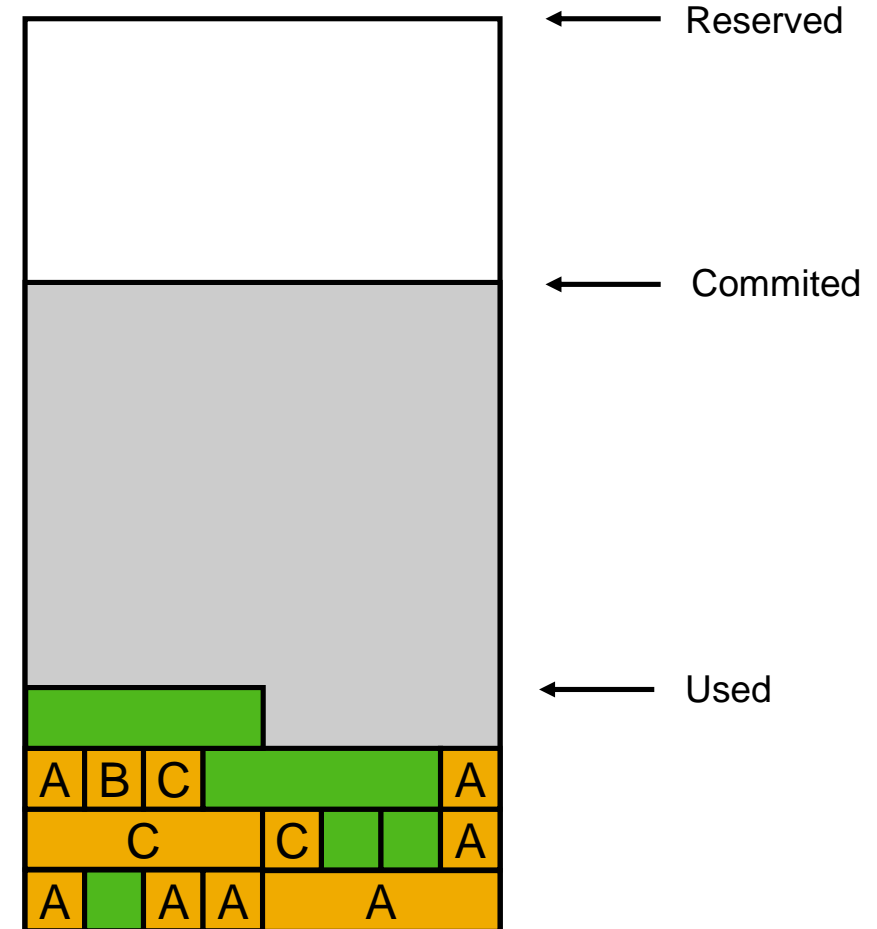 Reserved
Commited
Used
A B C A
C C A
A A A A